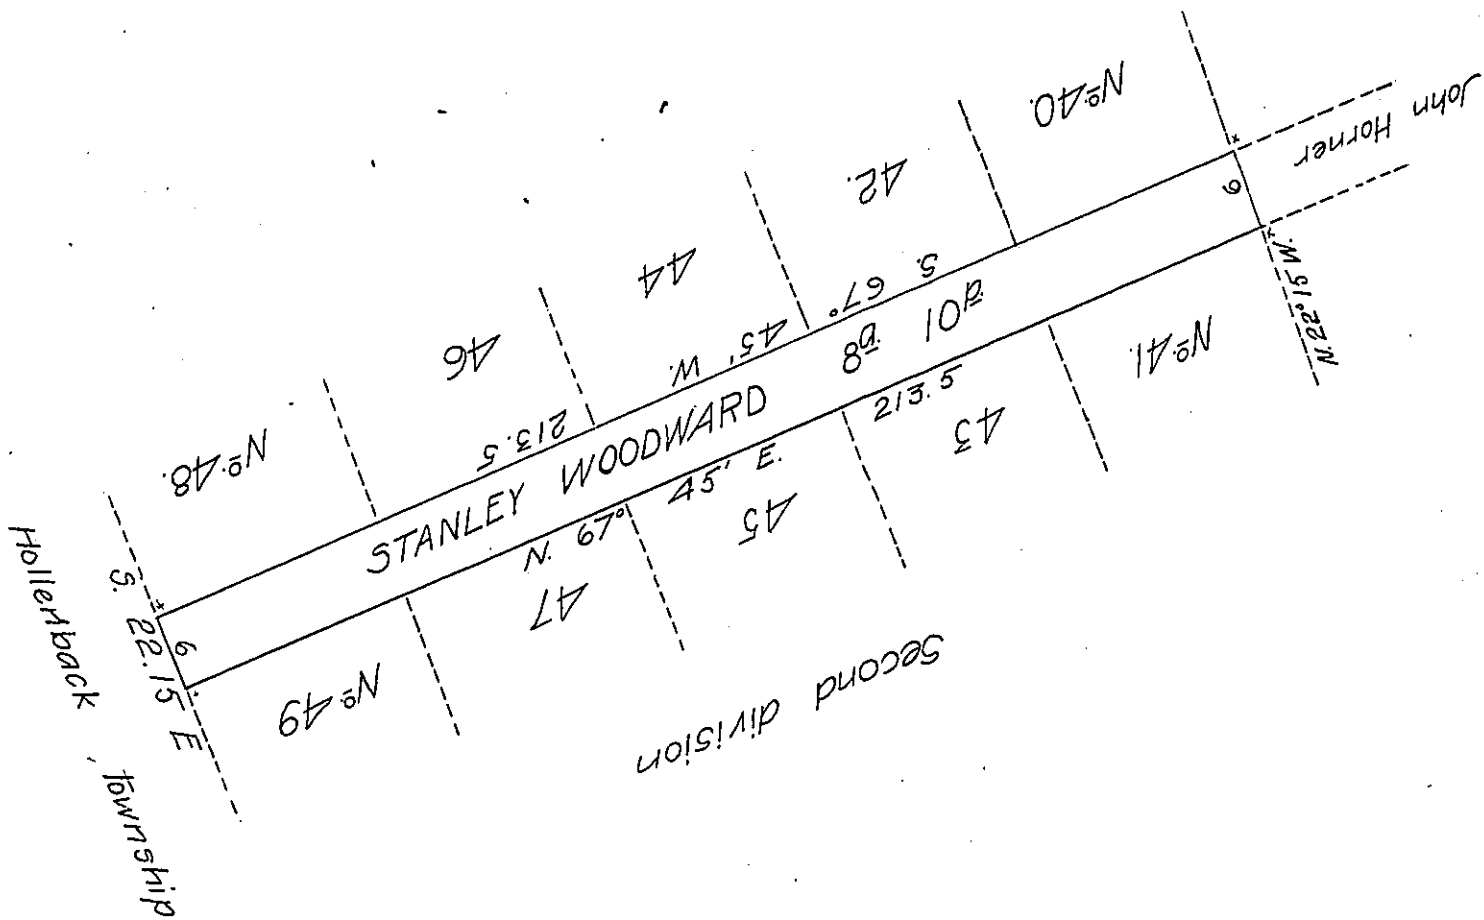 John Horner
Nº 40.
42.
44
46
Nº 48.
S. 67° 45' W. 213.5
STANLEY WOODWARD 8a 10p
6
6
N. 67° 45' E. 213.5
N. 22° 15 W.
S. 22. 15 E
Nº 41.
43
45
47
Nº 49
Second division
Hollenback township